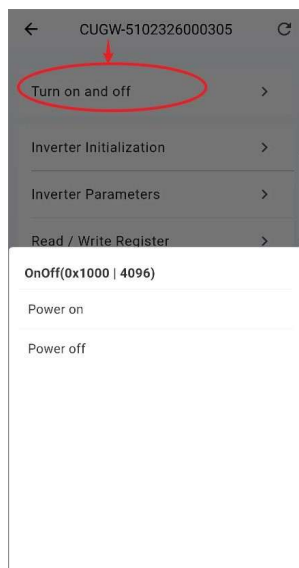 CUGW-5102326000305
Turn on and off
Inverter Initialization
Inverter Parameters
Read / Write Register
OnOff(0x1000 | 4096)
Power on
Power off